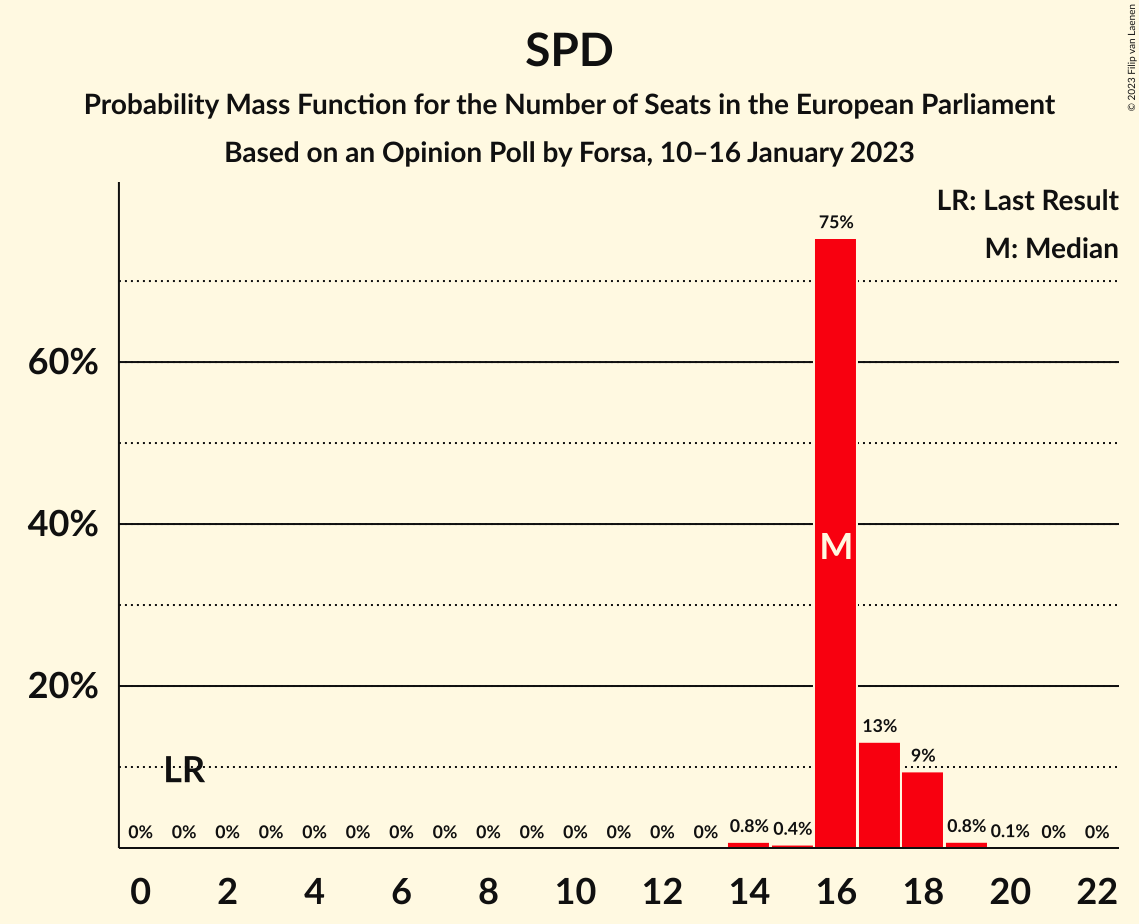 SPD
Probability Mass Function for the Number of Seats in the European Parliament
Based on an Opinion Poll by Forsa, 10–16 January 2023
© 2023 Filip van Laenen
LR: Last Result
M: Median
75%
60%
40%
M
20%
13%
9%
LR
0% 0% 0% 0% 0% 0% 0% 0% 0% 0% 0% 0% 0% 0% 0.8% 0.4% 0.8% 0.1% 0% 0%
0 2 4 6 8 10 12 14 16 18 20 22